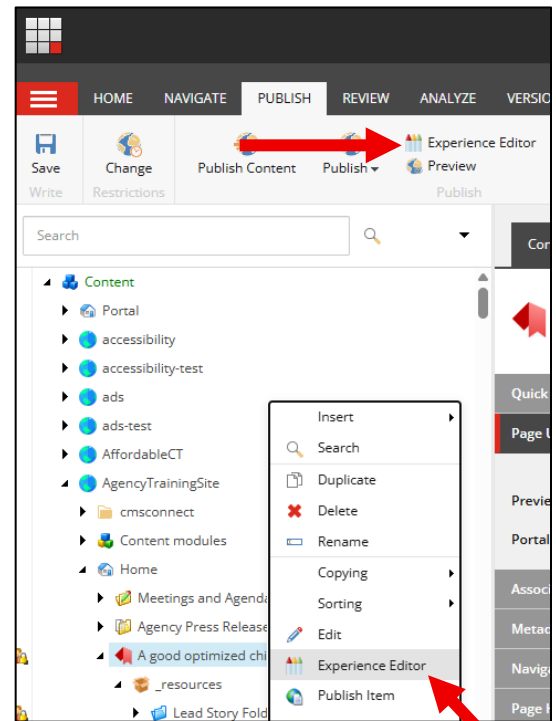 HOME NAVIGATE PUBLISH REVIEW ANALYZE VERSIO
Experience Editor
Preview
Save Change Publish Content Publish
Write Restrictions Publish
Search
Cor
Content
Portal
accessibility
accessibility-test
ads
Quick
ads-test
Insert
Page U
AffordableCT
Search
AgencyTrainingSite
Duplicate
cmsconnect
Delete
Previe
Content modules
Rename
Portal
Home
Copying
Meetings and Agenda
Sorting
Associ
Agency Press Release
Edit
Metac
A good optimized chi
Experience Editor
Naviga
_resources
Publish Item
Page H
Lead Story Fold